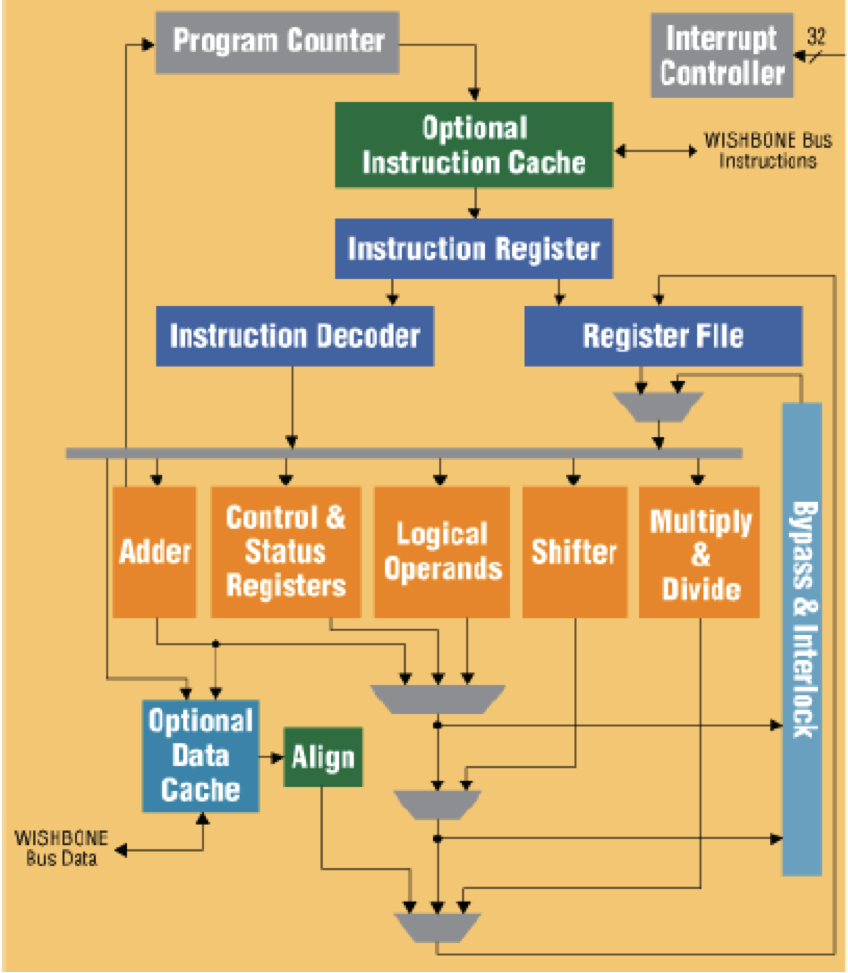 Program Counter
Interrupt
Controller
32
Optional
Instruction Cache
WISHBONE Bus
Instructions
Instruction Register
Instruction Decoder
Register FIle
Adder
Control &
Status
Registers
Logical
Operands
Shifter
Multiply
&
Divide
Bypass & Interlock
Optional
Data
Cache
Align
WISHBONE
Bus Data